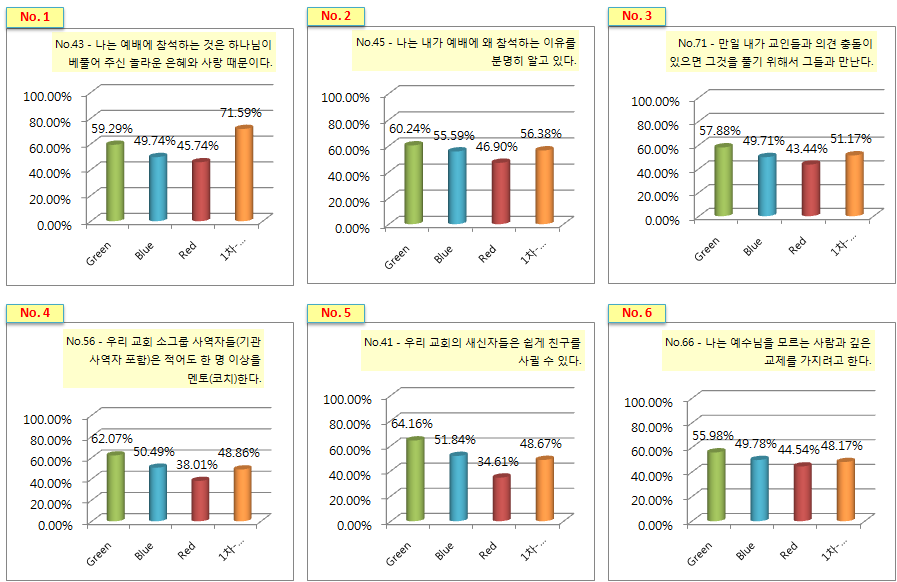 No. 1
No.43 - 나는 예배에 참석하는 것은 하나님이
베풀어 주신 놀라운 은혜와 사랑 때문이다.
100.00%
80.00%
60.00%
40.00%
20.00%
0.00%
59.29%
49.74%
45.74%
71.59%
Green
Blue
Red
1차-...
No. 2
No.45 - 나는 내가 예배에 왜 참석하는 이유를
분명히 알고 있다.
100.00%
80.00%
60.00%
40.00%
20.00%
0.00%
60.24%
55.59%
46.90%
56.38%
Green
Blue
Red
1차-...
No. 3
No.71 - 만일 내가 교인들과 의견 충돌이
있으면 그것을 풀기 위해서 그들과 만난다.
100.00%
80.00%
60.00%
40.00%
20.00%
0.00%
57.88%
49.71%
43.44%
51.17%
Green
Blue
Red
1차-...
No. 4
No.56 - 우리 교회 소그룹 사역자들(기관
사역자 포함)은 적어도 한 명 이상을
멘토(코치)한다.
100.00%
80.00%
60.00%
40.00%
20.00%
0.00%
62.07%
50.49%
38.01%
48.86%
Green
Blue
Red
1차-...
No. 5
No.41 - 우리 교회의 새신자들은 쉽게 친구를
사귈 수 있다.
100.00%
80.00%
60.00%
40.00%
20.00%
0.00%
64.16%
51.84%
34.61%
48.67%
Green
Blue
Red
1차-...
No. 6
No.66 - 나는 예수님을 모르는 사람과 깊은
교제를 가지려고 한다.
100.00%
80.00%
60.00%
40.00%
20.00%
0.00%
55.98%
49.78%
44.54%
48.17%
Green
Blue
Red
1차-...